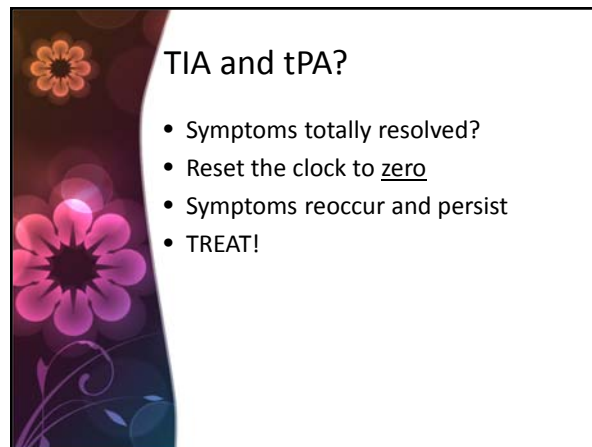 TIA and tPA?
• Symptoms totally resolved?
• Reset the clock to zero
• Symptoms reoccur and persist
• TREAT!